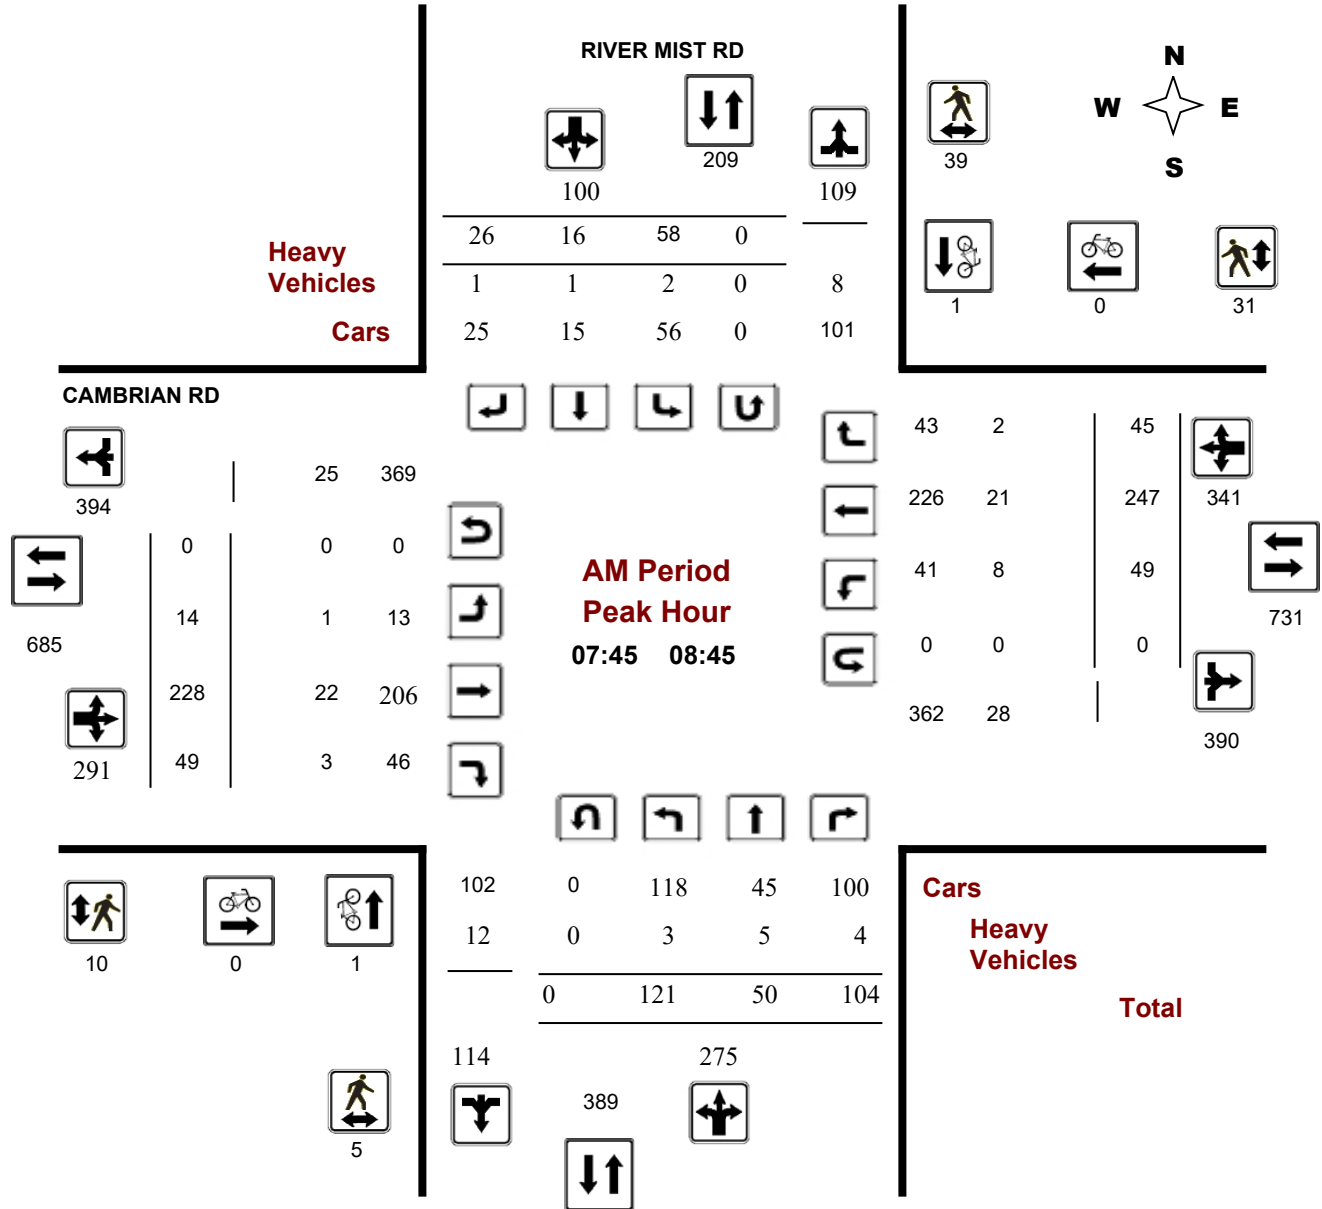 RIVER MIST RD
N
W E
S
209
39
100
109
26 16 58 0
Heavy
Vehicles
1 1 2 0 8
1 0 31
Cars
25 15 56 0 101
CAMBRIAN RD
43 2 45
25 369
394
226 21 247 341
0 0 0
AM Period
41 8 49
Peak Hour
14 1 13
731
685
07:45 08:45
0 0 0
228 22 206
362 28
390
291
49 3 46
102 0 118 45 100
Cars
12 0 3 5 4
Heavy
Vehicles
10 0 1
0 121 50 104
Total
114 275
389
5